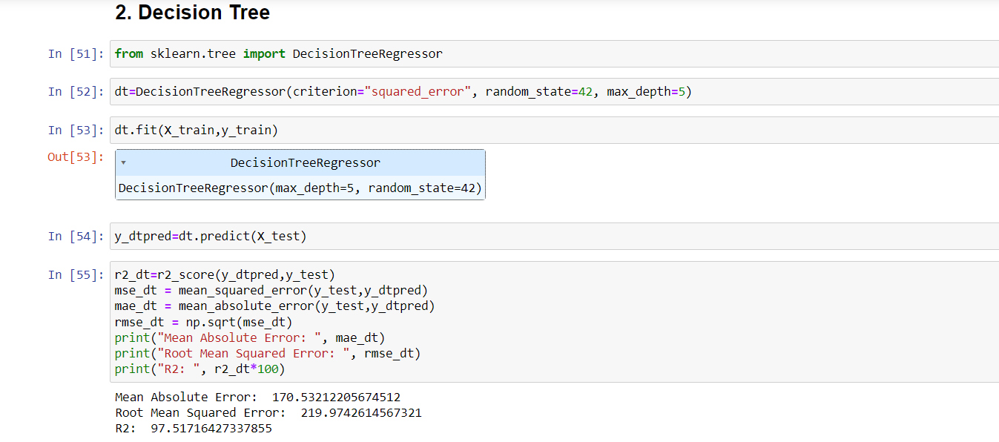 2. Decision Tree
In [51]: from sklearn.tree import DecisionTreeRegressor
In [52]: dt=DecisionTreeRegressor(criterion="squared_error", random_state=42, max_depth=5)
In [53]: dt.fit(X_train,y_train)
Out[53]: ▾ DecisionTreeRegressor
DecisionTreeRegressor(max_depth=5, random_state=42)
In [54]: y_dtpred=dt.predict(X_test)
In [55]: r2_dt=r2_score(y_dtpred,y_test)
mse_dt = mean_squared_error(y_test,y_dtpred)
mae_dt = mean_absolute_error(y_test,y_dtpred)
rmse_dt = np.sqrt(mse_dt)
print("Mean Absolute Error: ", mae_dt)
print("Root Mean Squared Error: ", rmse_dt)
print("R2: ", r2_dt*100)
Mean Absolute Error:  170.53212205674512
Root Mean Squared Error:  219.9742614567321
R2:  97.51716427337855